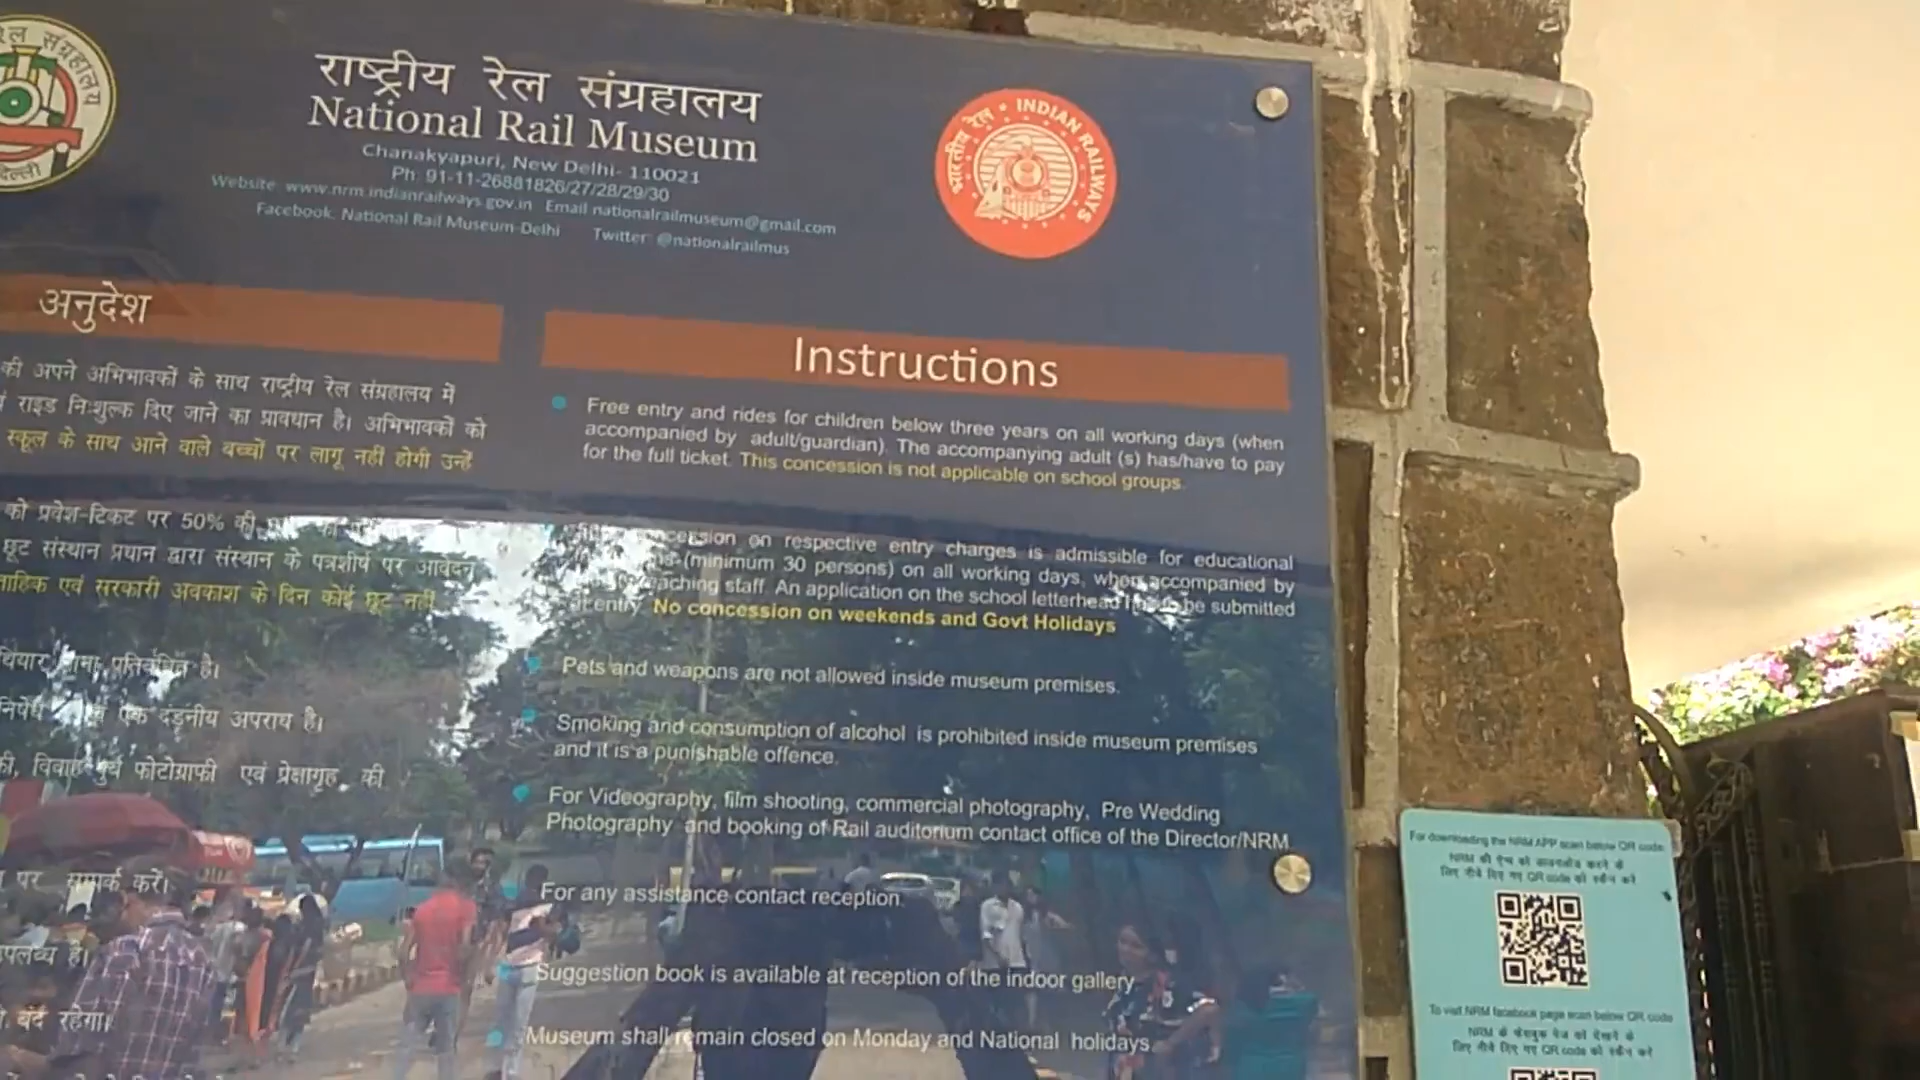 रेल संग्रहालय
दिल्ली
राष्ट्रीय रेल संग्रहालय
National Rail Museum
Chanakyapuri, New Delhi- 110021
Ph: 91-11-26881826/27/28/29/30
Website: www.nrm.indianrailways.gov.in Email nationalrailmuseum@gmail.com
Facebook: National Rail Museum-Delhi Twitter: @nationalrailmus
भारतीय रेल INDIAN RAILWAYS
अनुदेश
की अपने अभिभावकों के साथ राष्ट्रीय रेल संग्रहालय में
राइड निःशुल्क दिए जाने का प्रावधान है। अभिभावकों को
स्कूल के साथ आने वाले बच्चों पर लागू नहीं होगी उन्हें
को प्रवेश-टिकट पर 50% की
छूट संस्थान प्रधान द्वारा संस्थान के पत्रशीर्ष पर आवेदन
एवं सरकारी अवकाश के दिन कोई छूट नहीं
प्रतिबंधित है।
एक दंडनीय अपराध है।
की, विवाह पूर्व फोटोग्राफी एवं प्रेक्षागृह की
पर सम्पर्क करें।
है।
बंद रहेगा।
Instructions
Free entry and rides for children below three years on all working days (when
accompanied by adult/guardian). The accompanying adult (s) has/have to pay
for the full ticket. This concession is not applicable on school groups.
on respective entry charges is admissible for educational
(minimum 30 persons) on all working days, when accompanied by
staff. An application on the school letterhead be submitted
entry. No concession on weekends and Govt Holidays
Pets and weapons are not allowed inside museum premises.
Smoking and consumption of alcohol is prohibited inside museum premises
and it is a punishable offence.
For Videography, film shooting, commercial photography, Pre Wedding
Photography and booking of Rail auditorium contact office of the Director/NRM
For any assistance contact reception.
Suggestion book is available at reception of the indoor gallery
Museum shall remain closed on Monday and National holidays.
For downloading the NRM APP scan below QR code
NRM की ऐप्प को डाउनलोड करने के
लिए नीचे दिए गए QR code को स्कैन करे
To visit NRM facebook page scan below QR code
NRM के फेसबुक पेज को देखने के
लिए नीचे दिए गए QR code को स्कैन करे